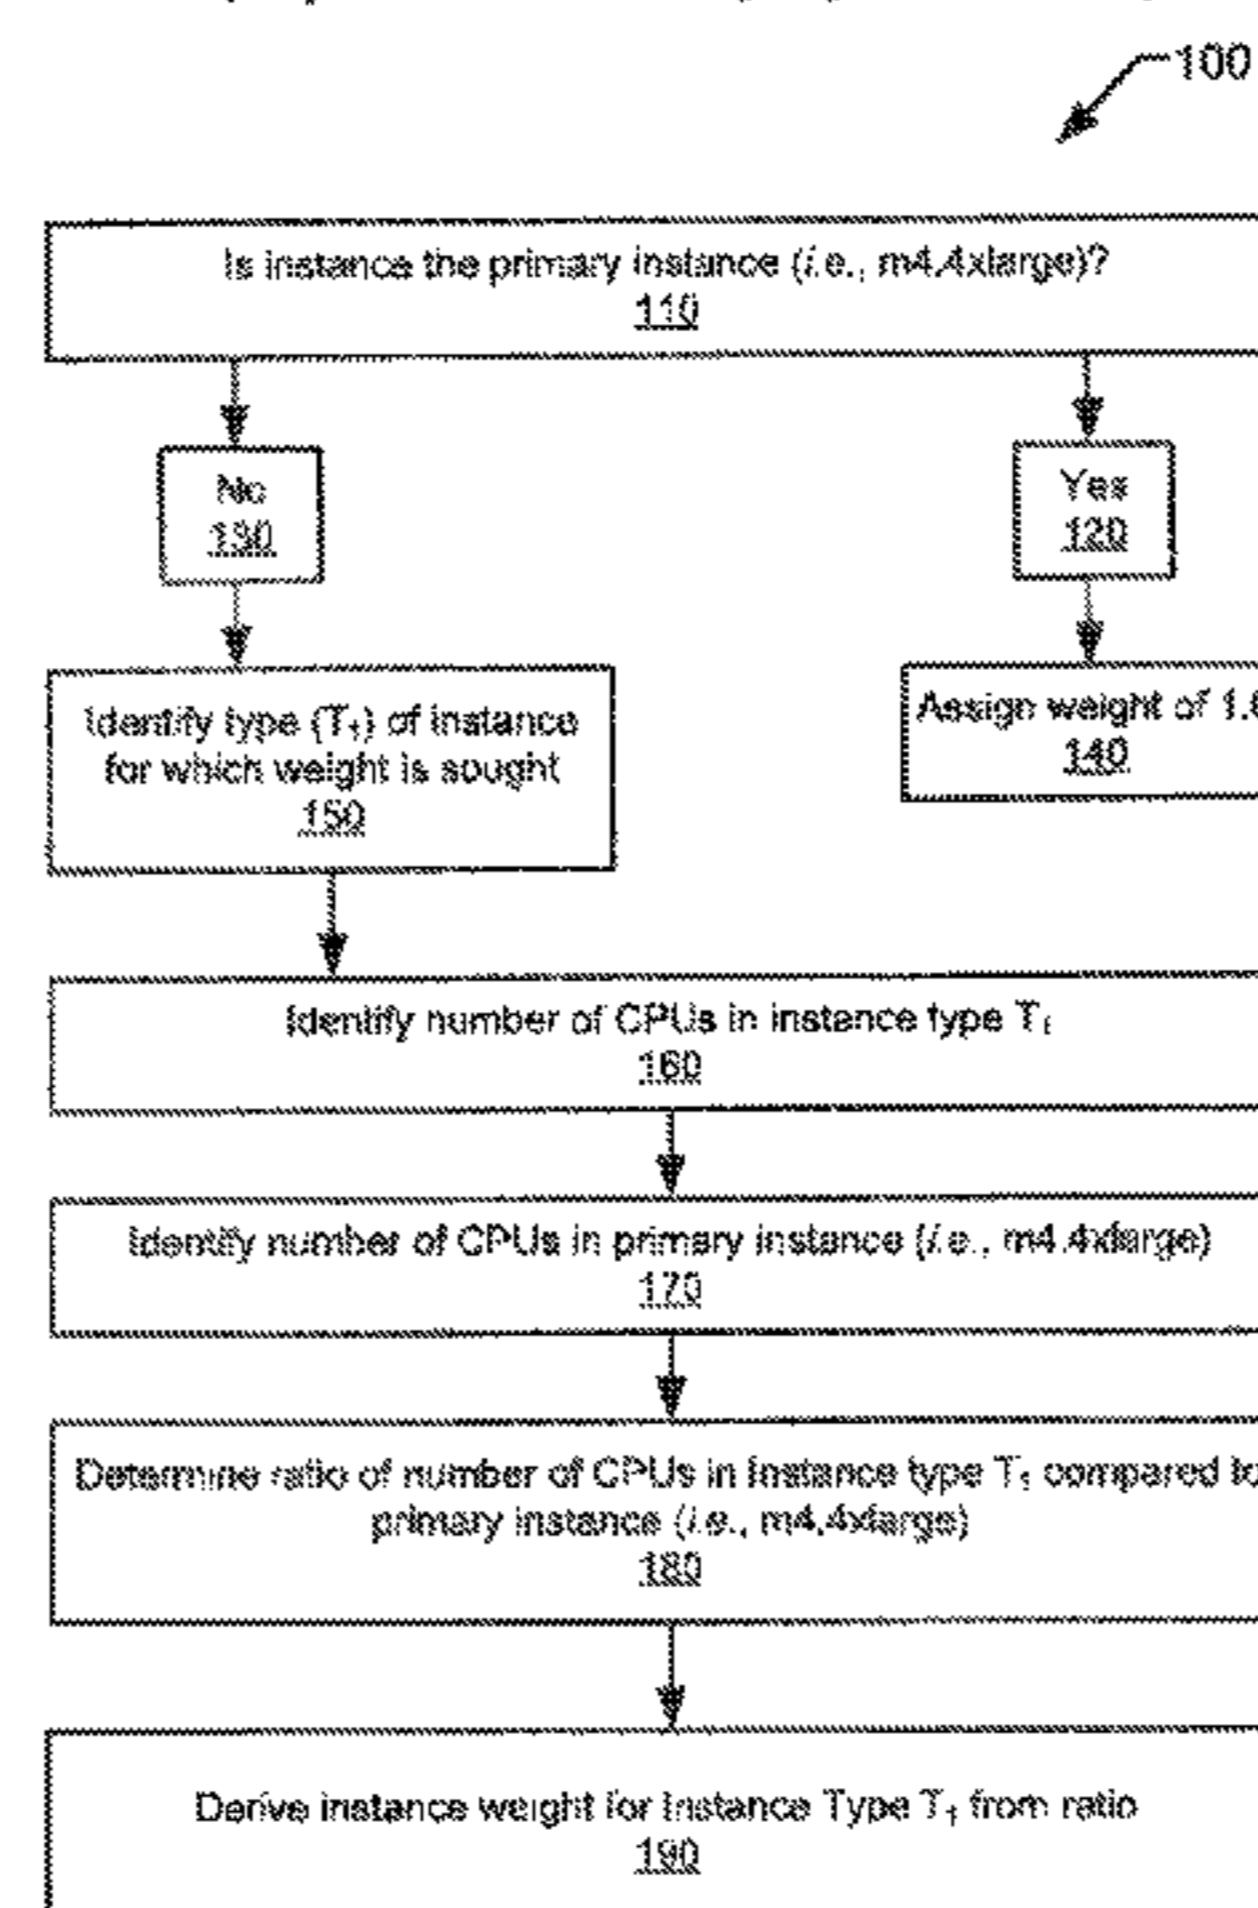 100
Is instance the primary instance (i.e., m4.4xlarge)?
110
No
130
Yes
120
Identify type (T₁) of instance
for which weight is sought
150
Assign weight of 1.
140
Identify number of CPUs in instance type T₁
160
Identify number of CPUs in primary instance (i.e., m4.4xlarge)
170
Determine ratio of number of CPUs in Instance type T₁ compared to
primary instance (i.e., m4.4xlarge)
180
Derive instance weight for Instance Type T₁ from ratio
190